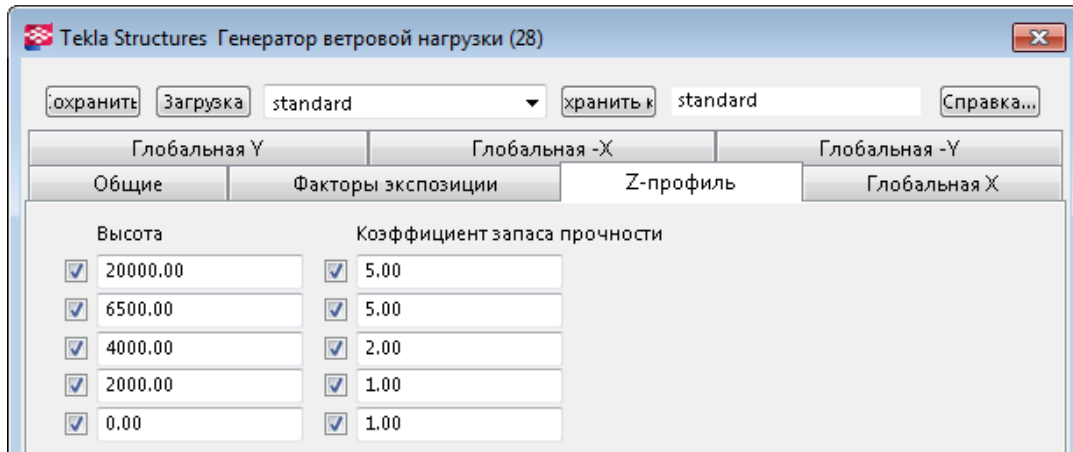 Tekla Structures Генератор ветровой нагрузки (28)
охранить Загрузка standard хранить к standard Справка...
Глобальная Y Глобальная -X Глобальная -Y
Общие Факторы экспозиции Z-профиль Глобальная X
Высота Коэффициент запаса прочности
20000.00 5.00
6500.00 5.00
4000.00 2.00
2000.00 1.00
0.00 1.00